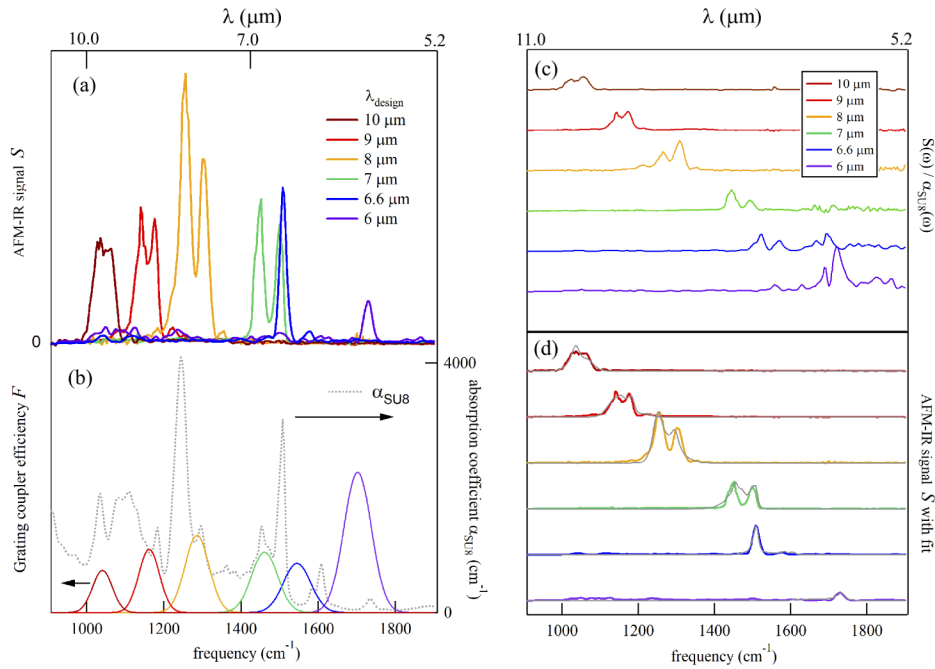 λ (μm)
10.0
7.0
5.2
(a)
λdesign
10 μm
9 μm
8 μm
7 μm
6.6 μm
6 μm
AFM-IR signal S
0
(b)
αSU8
4000
Grating coupler efficiency F
absorption coefficient αSU8 (cm-1)
0
1000
1200
1400
1600
1800
frequency (cm-1)
λ (μm)
11.0
5.2
(c)
10 μm
9 μm
8 μm
7 μm
6.6 μm
6 μm
S(ω) / αSU8(ω)
(d)
AFM-IR signal S with fit
1000
1200
1400
1600
1800
frequency (cm-1)